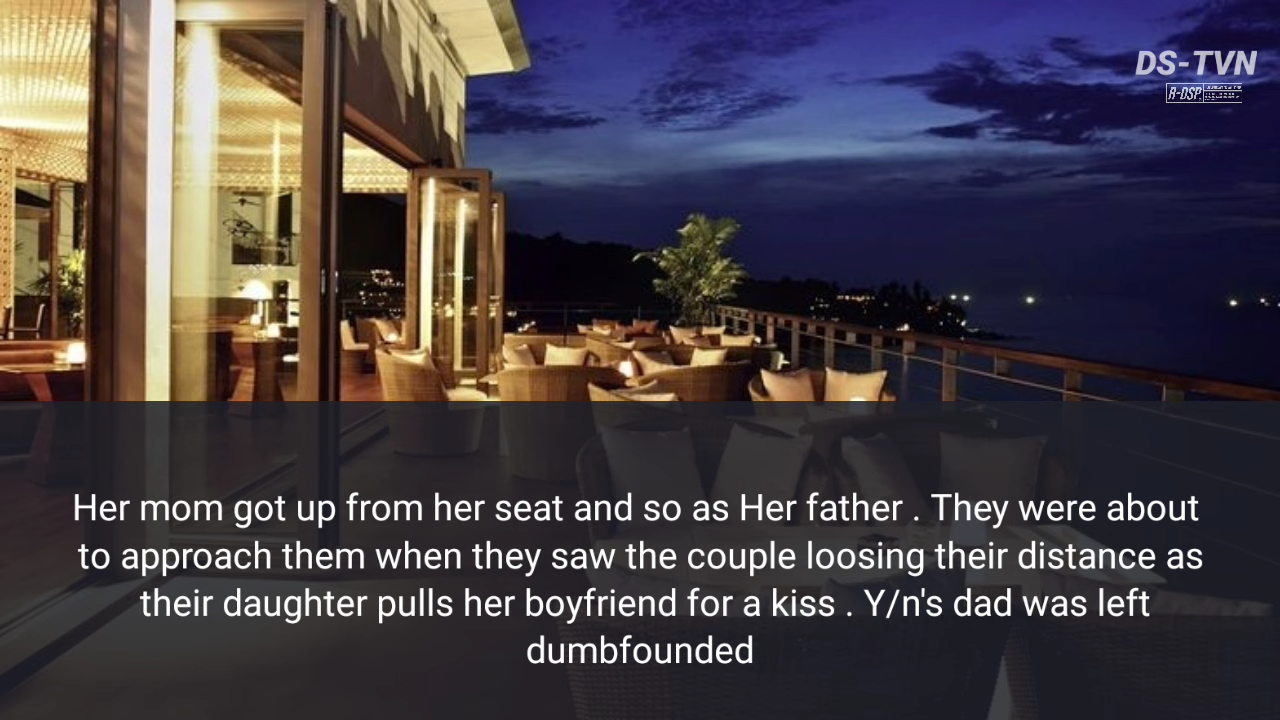 DS-TVN
R-DSP.
Her mom got up from her seat and so as Her father . They were about
to approach them when they saw the couple loosing their distance as
their daughter pulls her boyfriend for a kiss . Y/n's dad was left
dumbfounded